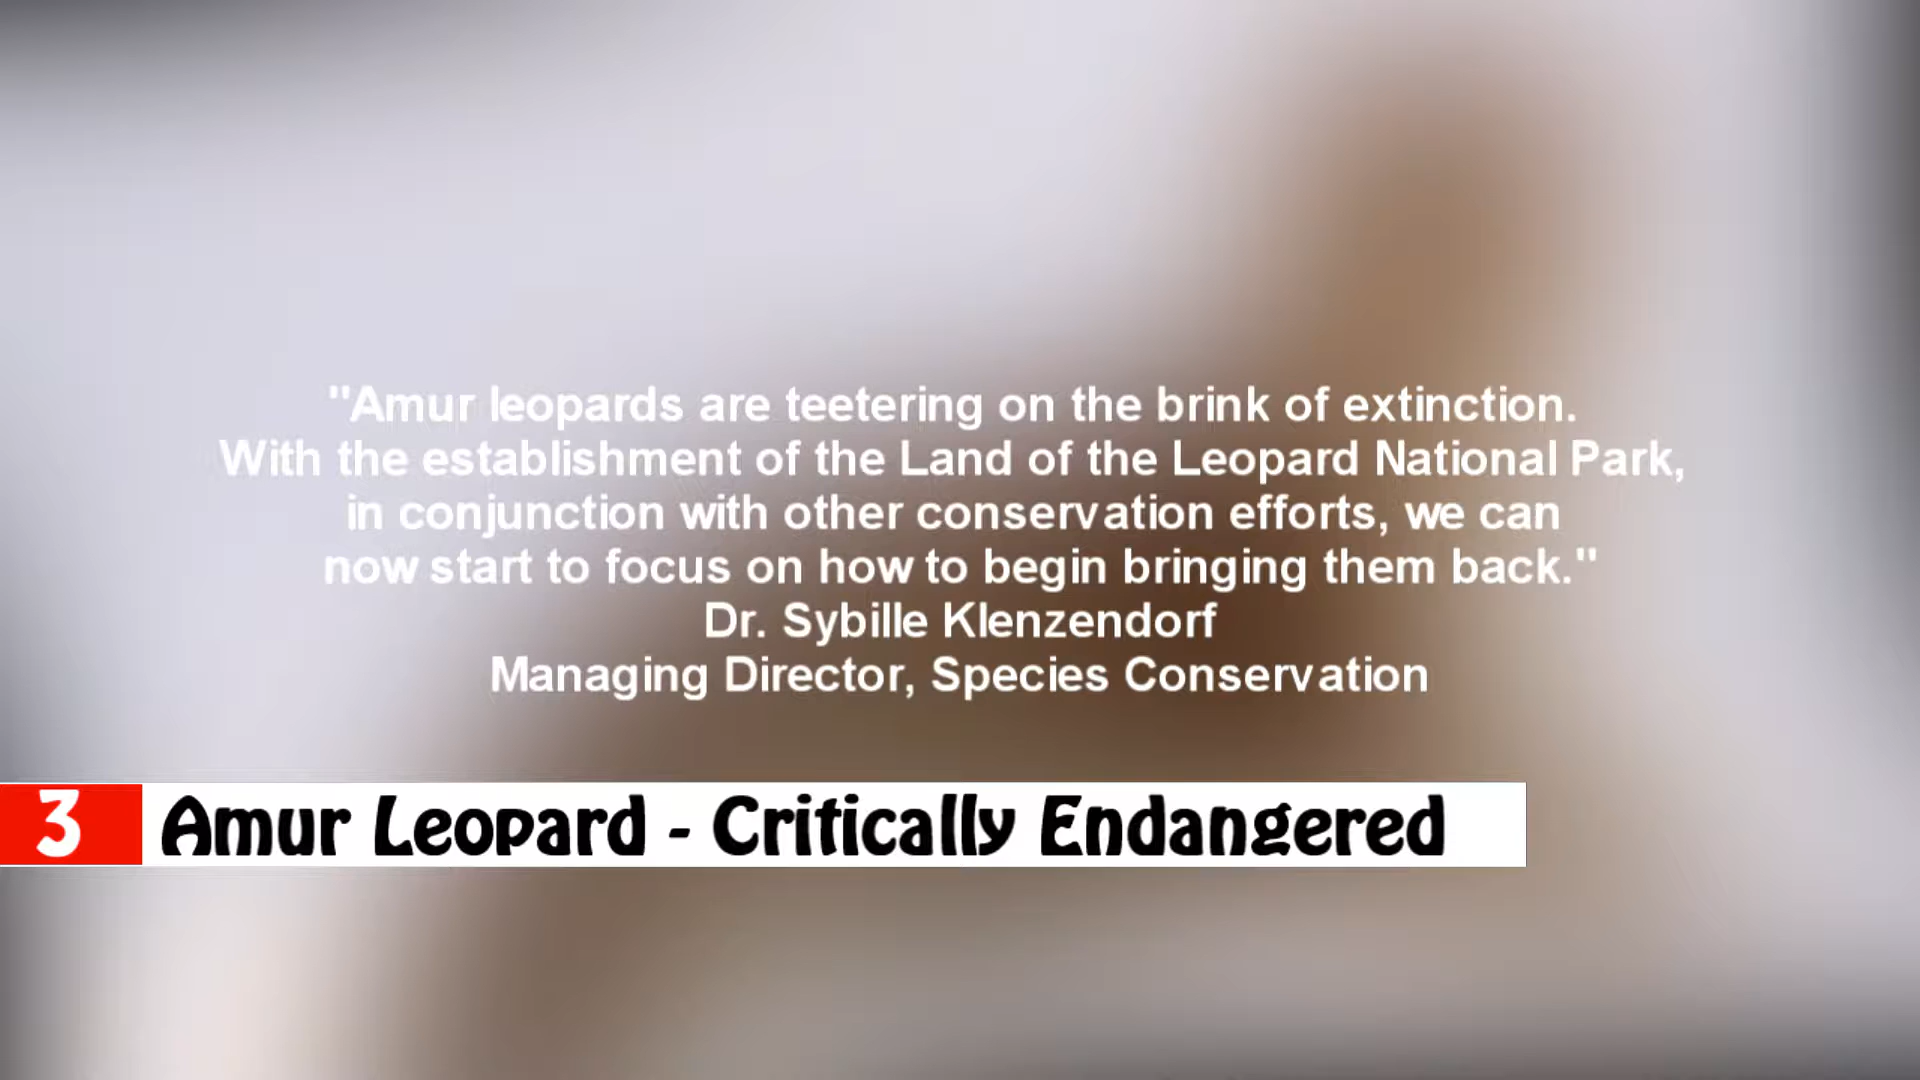 "Amur leopards are teetering on the brink of extinction.
With the establishment of the Land of the Leopard National Park,
in conjunction with other conservation efforts, we can
now start to focus on how to begin bringing them back."
Dr. Sybille Klenzendorf
Managing Director, Species Conservation
3 Amur Leopard - Critically Endangered